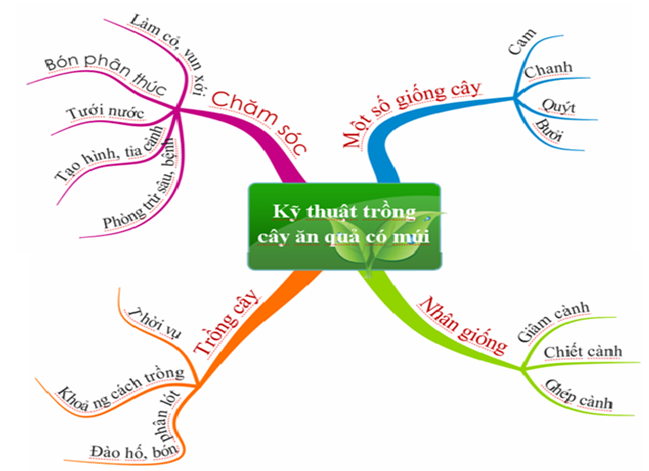 Kỹ thuật trồng
cây ăn quả có múi
Chăm sóc
Làm cỏ, vun xới
Bón phân thúc
Tưới nước
Tạo hình, tỉa cành
Phòng trừ sâu, bệnh
Một số giống cây
Cam
Chanh
Quýt
Bưởi
Nhân giống
Giâm cành
Chiết cành
Ghép cành
Trồng cây
Thời vụ
Khoảng cách trồng
Đào hố, bón
phân lót